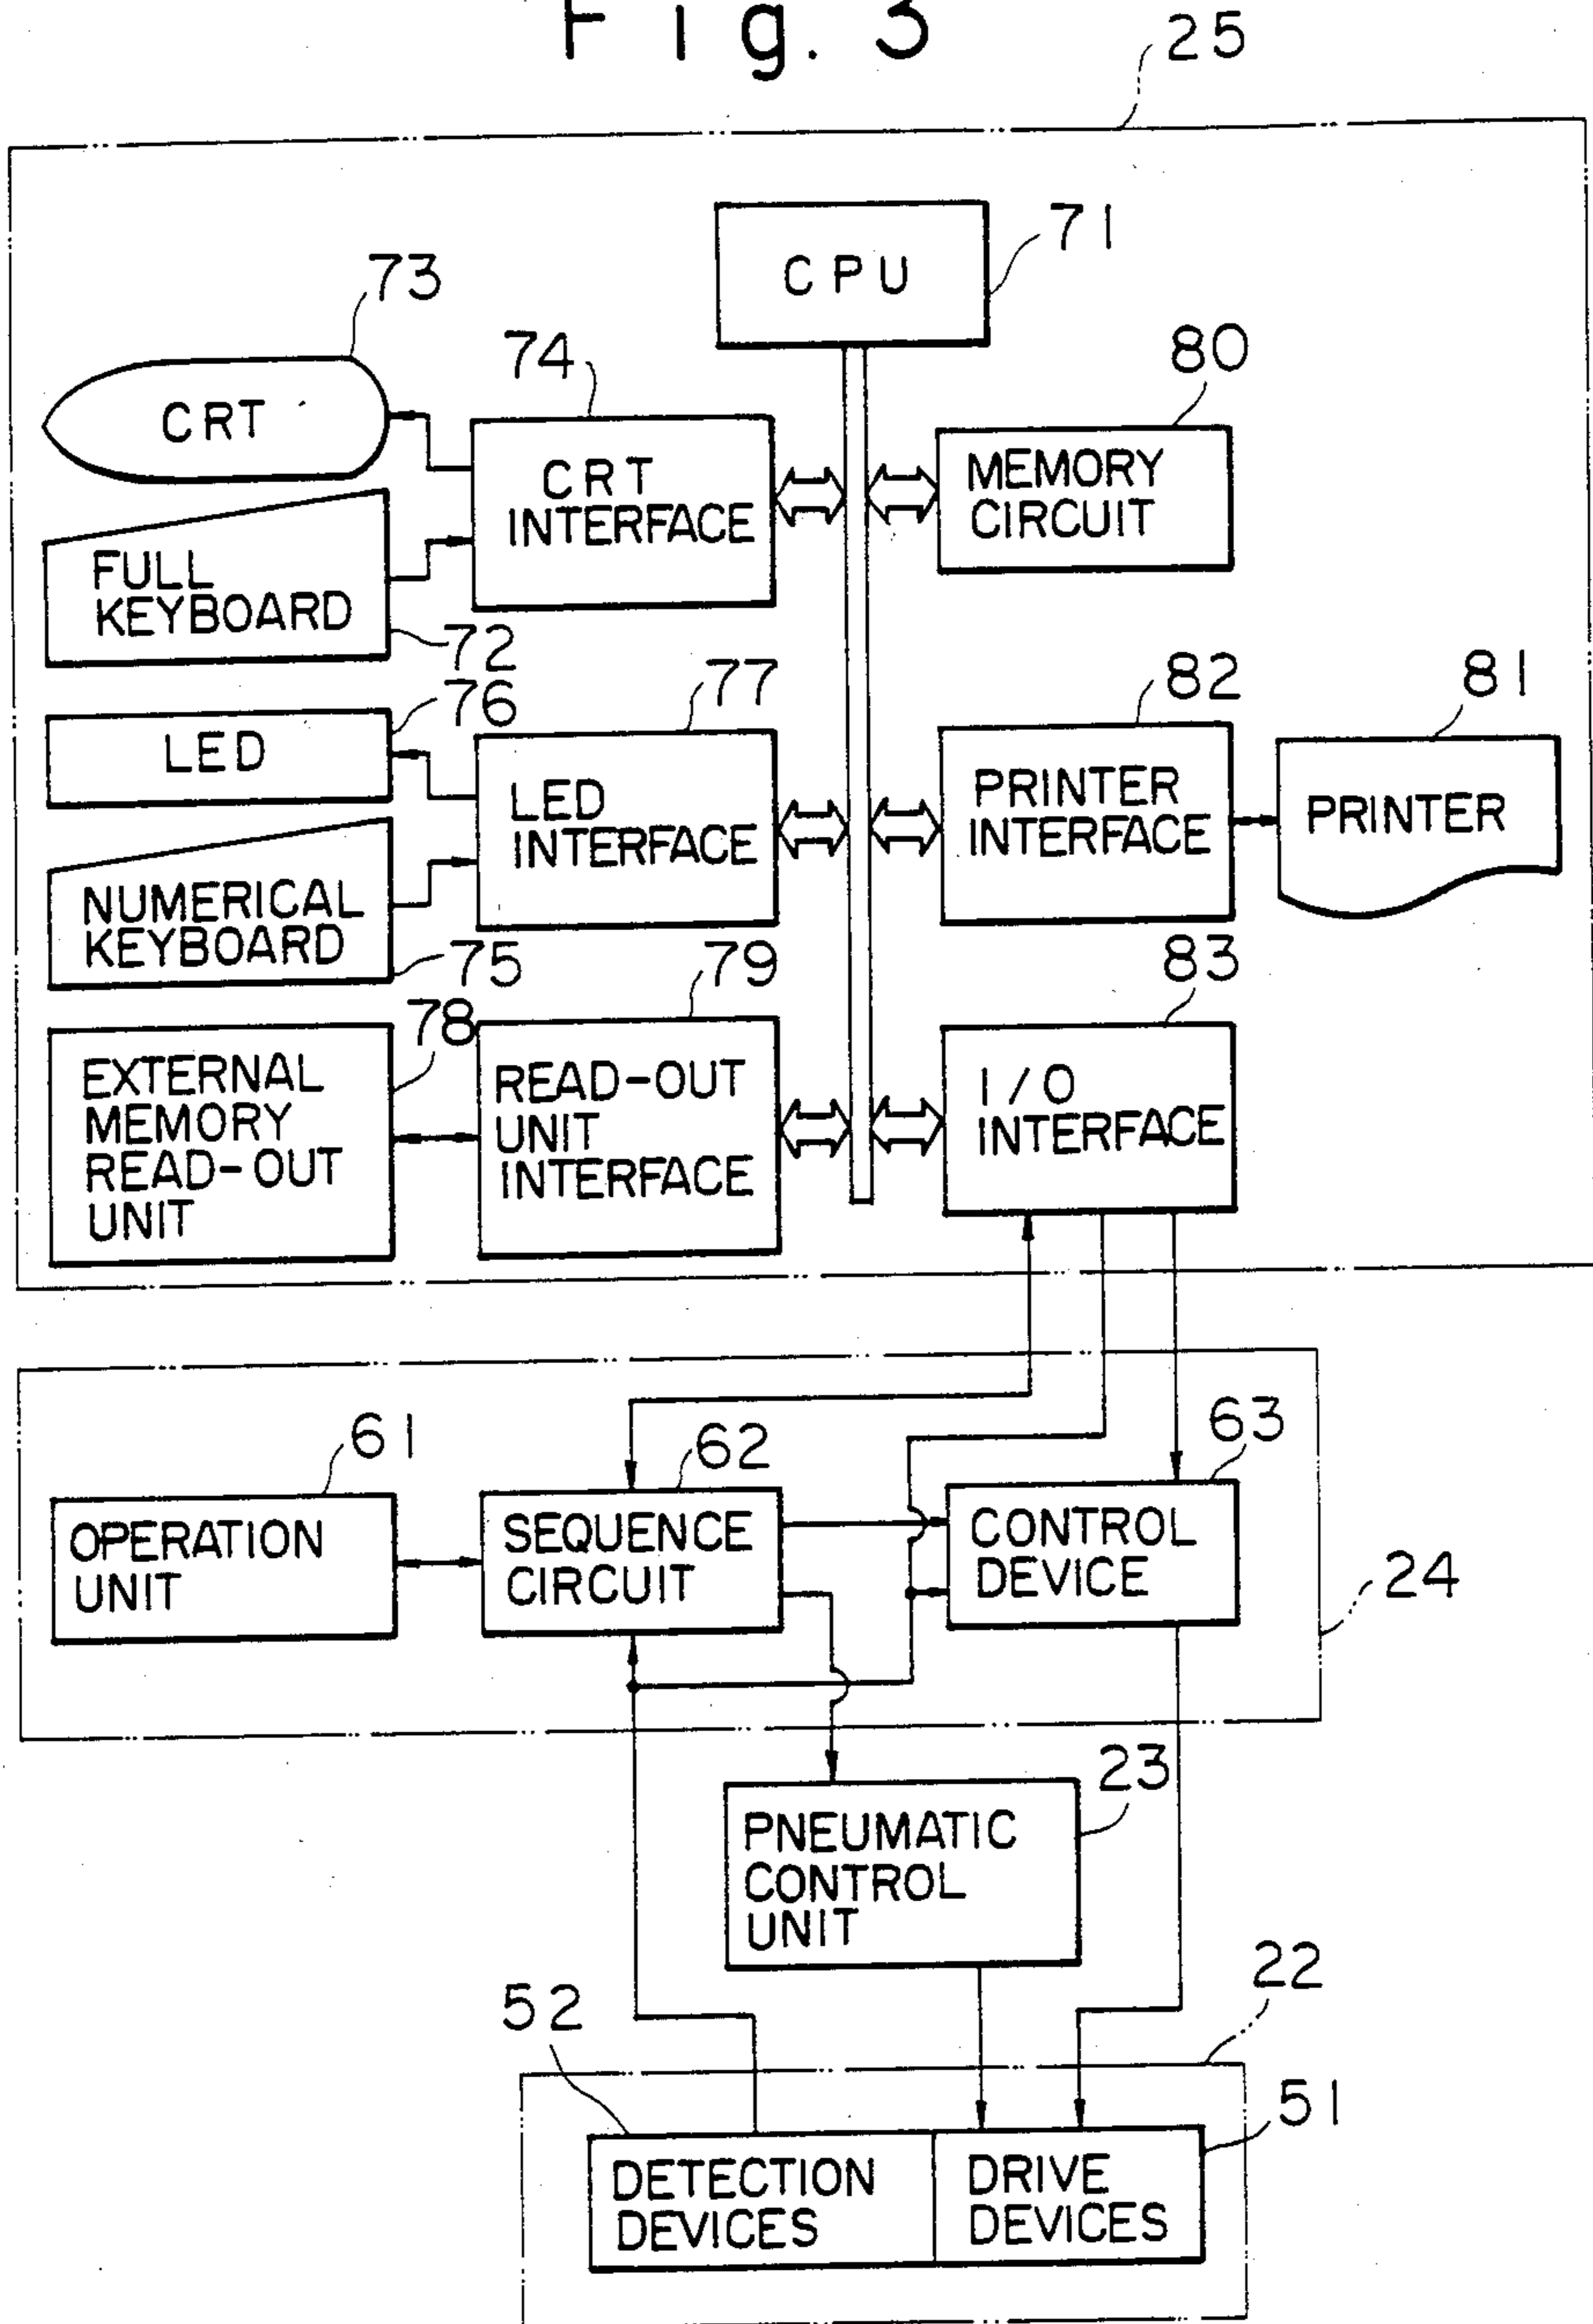 Fig. 3
25
CPU
71
73
CRT
74
CRT
INTERFACE
80
MEMORY
CIRCUIT
FULL
KEYBOARD
72
76
LED
77
LED
INTERFACE
82
PRINTER
INTERFACE
81
PRINTER
NUMERICAL
KEYBOARD
75
78
EXTERNAL
MEMORY
READ-OUT
UNIT
79
READ-OUT
UNIT
INTERFACE
83
I/O
INTERFACE
61
OPERATION
UNIT
62
SEQUENCE
CIRCUIT
63
CONTROL
DEVICE
24
23
PNEUMATIC
CONTROL
UNIT
22
52
DETECTION
DEVICES
51
DRIVE
DEVICES